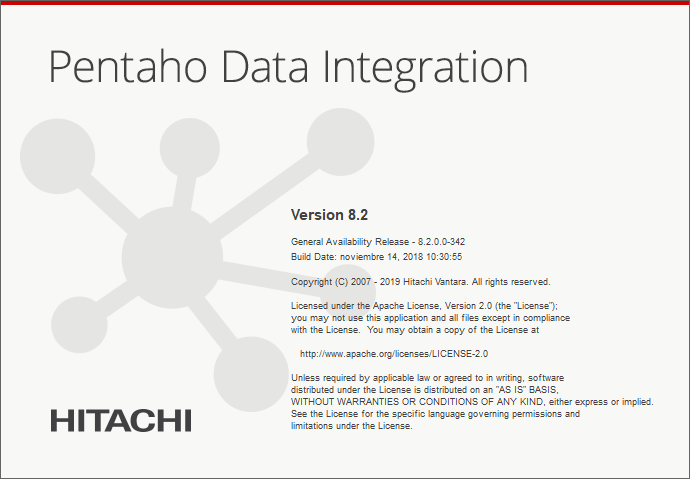 Pentaho Data Integration
Version 8.2
General Availability Release - 8.2.0.0-342
Build Date: noviembre 14, 2018 10:30:55
Copyright (C) 2007 - 2019 Hitachi Vantara. All rights reserved.
Licensed under the Apache License, Version 2.0 (the "License");
you may not use this application and all files except in compliance
with the License.  You may obtain a copy of the License at
http://www.apache.org/licenses/LICENSE-2.0
Unless required by applicable law or agreed to in writing, software
distributed under the License is distributed on an "AS IS" BASIS,
WITHOUT WARRANTIES OR CONDITIONS OF ANY KIND, either express or implied.
See the License for the specific language governing permissions and
limitations under the License.
HITACHI